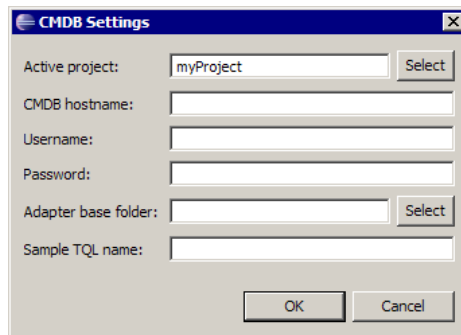 CMDB Settings
Active project: myProject Select
CMDB hostname:
Username:
Password:
Adapter base folder: Select
Sample TQL name:
OK Cancel